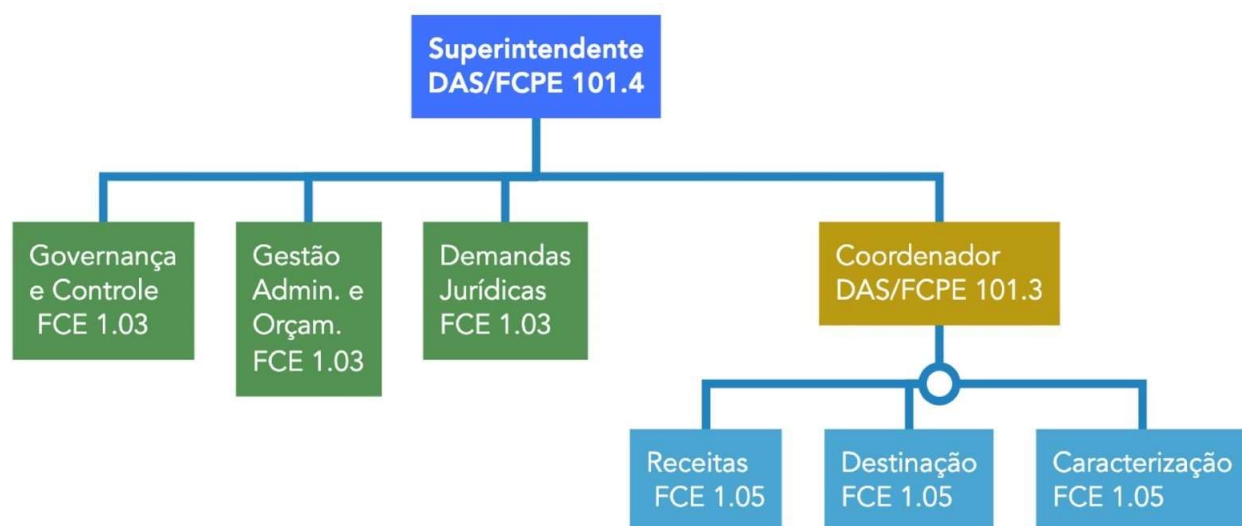 Superintendente
DAS/FCPE 101.4
Governança
e Controle
FCE 1.03
Gestão
Admin. e
Orçam.
FCE 1.03
Demandas
Jurídicas
FCE 1.03
Coordenador
DAS/FCPE 101.3
Receitas
FCE 1.05
Destinação
FCE 1.05
Caracterização
FCE 1.05